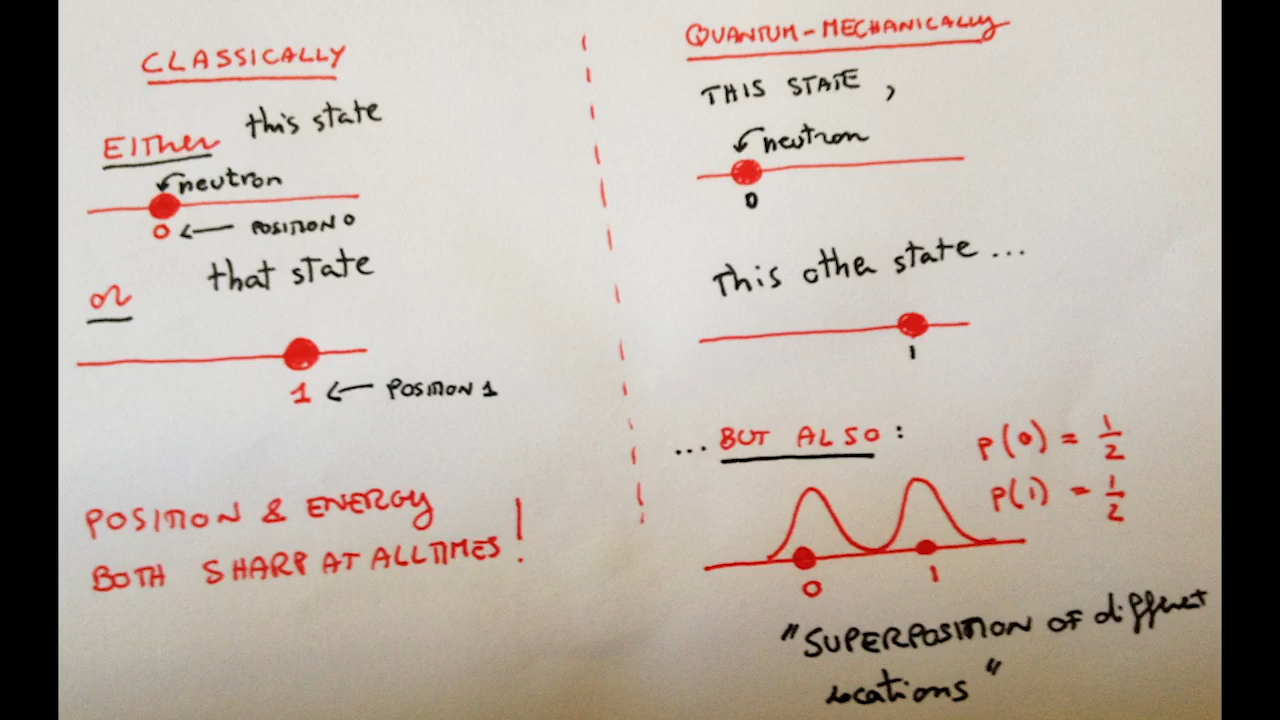 CLASSICALLY
EITHER this state
neutron
0 ← POSITION 0
that state
or
1 ← POSITION 1
POSITION & ENERGY
BOTH SHARP AT ALL TIMES!
QUANTUM-MECHANICALLY
THIS STATE,
neutron
0
This other state...
1
... BUT ALSO:
p(0) = 1/2
p(1) = 1/2
0 1
"SUPERPOSITION OF different
locations"